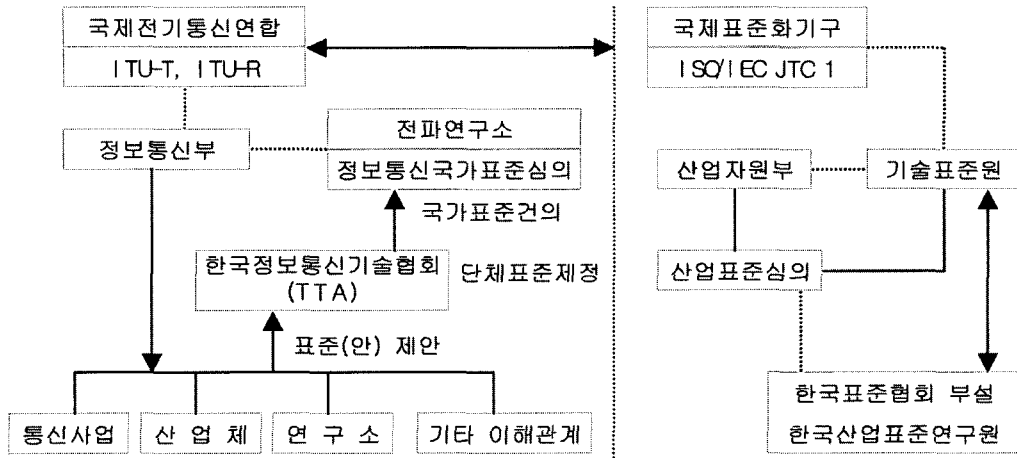 국제전기통신연합
ITU-T, ITU-R
정보통신부
전파연구소
정보통신국가표준심의
국가표준건의
한국정보통신기술협회
(TTA)
단체표준제정
표준(안) 제안
통신사업
산 업 체
연 구 소
기타 이해관계
국제표준화기구
ISO/IEC JTC 1
산업자원부
기술표준원
산업표준심의
한국표준협회 부설
한국산업표준연구원